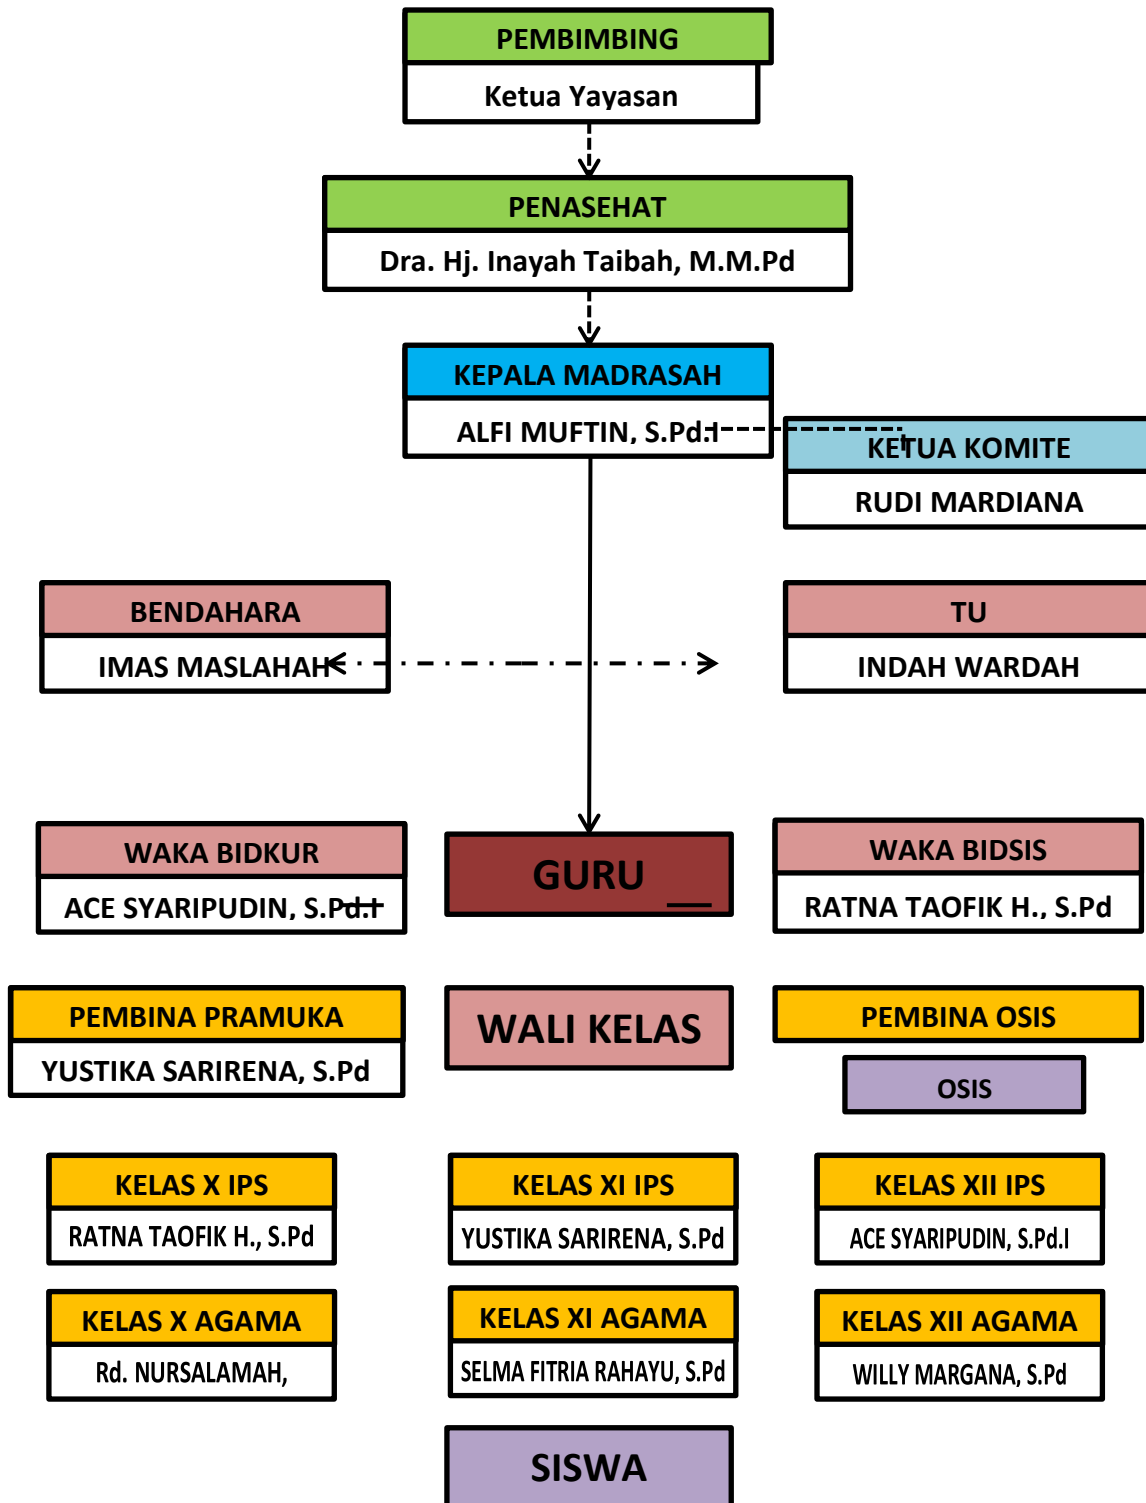 PEMBIMBING
Ketua Yayasan
PENASEHAT
Dra. Hj. Inayah Taibah, M.M.Pd
KEPALA MADRASAH
ALFI MUFTIN, S.Pd.I
KETUA KOMITE
RUDI MARDIANA
BENDAHARA
IMAS MASLAHAH
TU
INDAH WARDAH
WAKA BIDKUR
ACE SYARIPUDIN, S.Pd.I
GURU
WAKA BIDSIS
RATNA TAOFIK H., S.Pd
PEMBINA PRAMUKA
YUSTIKA SARIRENA, S.Pd
WALI KELAS
PEMBINA OSIS
OSIS
KELAS X IPS
RATNA TAOFIK H., S.Pd
KELAS XI IPS
YUSTIKA SARIRENA, S.Pd
KELAS XII IPS
ACE SYARIPUDIN, S.Pd.I
KELAS X AGAMA
Rd. NURSALAMAH,
KELAS XI AGAMA
SELMA FITRIA RAHAYU, S.Pd
KELAS XII AGAMA
WILLY MARGANA, S.Pd
SISWA